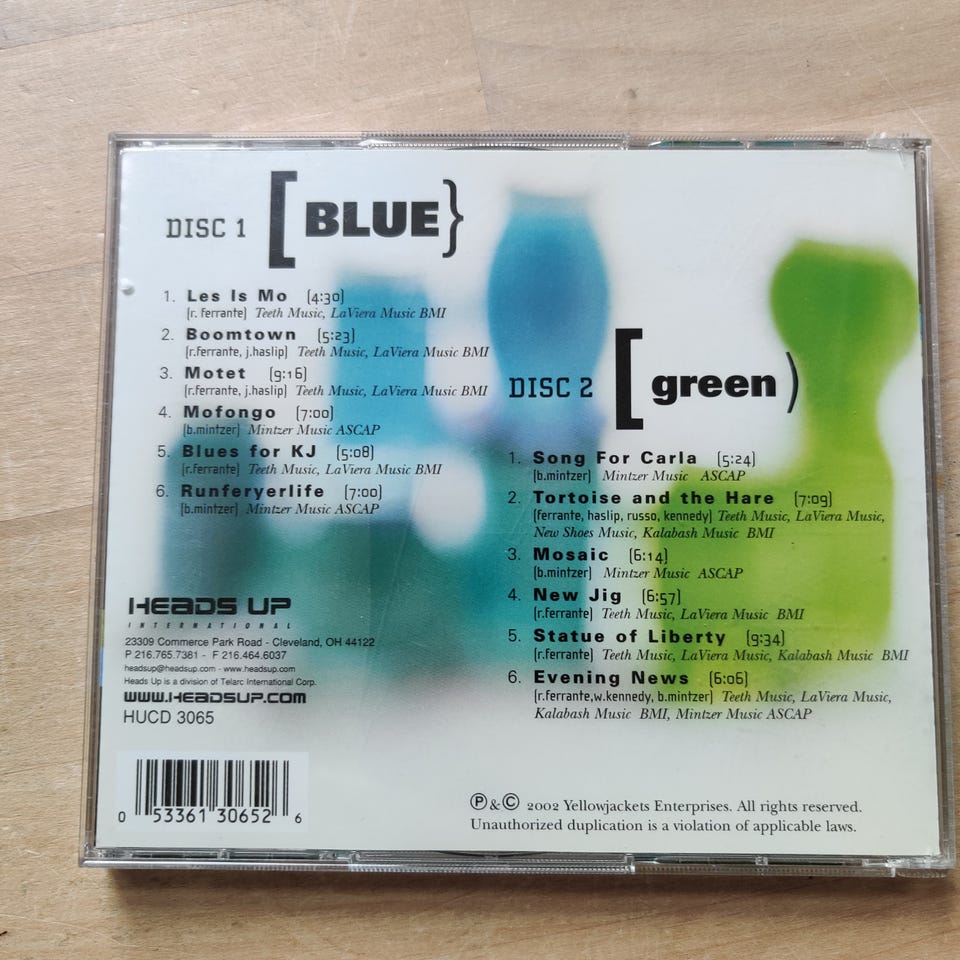 DISC 1 [BLUE}
1. Les Is Mo (4:30)
(r. ferrante) Teeth Music, LaViera Music BMI
2. Boomtown (5:23)
(r.ferrante, j.haslip) Teeth Music, LaViera Music BMI
3. Motet (9:16)
(r.ferrante, j.haslip) Teeth Music, LaViera Music BMI
4. Mofongo (7:00)
(b.mintzer) Mintzer Music ASCAP
5. Blues for KJ (5:08)
(r.ferrante) Teeth Music, LaViera Music BMI
6. Runferyerlife (7:00)
(b.mintzer) Mintzer Music ASCAP
DISC 2 [green)
1. Song For Carla (5:24)
(b.mintzer) Mintzer Music ASCAP
2. Tortoise and the Hare (7:09)
(ferrante, haslip, russo, kennedy) Teeth Music, LaViera Music,
New Shoes Music, Kalabash Music BMI
3. Mosaic (6:14)
(b.mintzer) Mintzer Music ASCAP
4. New Jig (6:57)
(r.ferrante) Teeth Music, LaViera Music BMI
5. Statue of Liberty (9:34)
(r.ferrante) Teeth Music, LaViera Music, Kalabash Music BMI
6. Evening News (6:06)
(r.ferrante,w.kennedy, b.mintzer) Teeth Music, LaViera Music,
Kalabash Music BMI, Mintzer Music ASCAP
HEADS UP
INTERNATIONAL
23309 Commerce Park Road - Cleveland, OH 44122
P 216.765.7381 - F 216.464.6037
headsup@headsup.com - www.headsup.com
Heads Up is a division of Telarc International Corp.
WWW.HEADSUP.COM
HUCD 3065
0 53361 30652 6
Ⓟ & © 2002 Yellowjackets Enterprises. All rights reserved.
Unauthorized duplication is a violation of applicable laws.